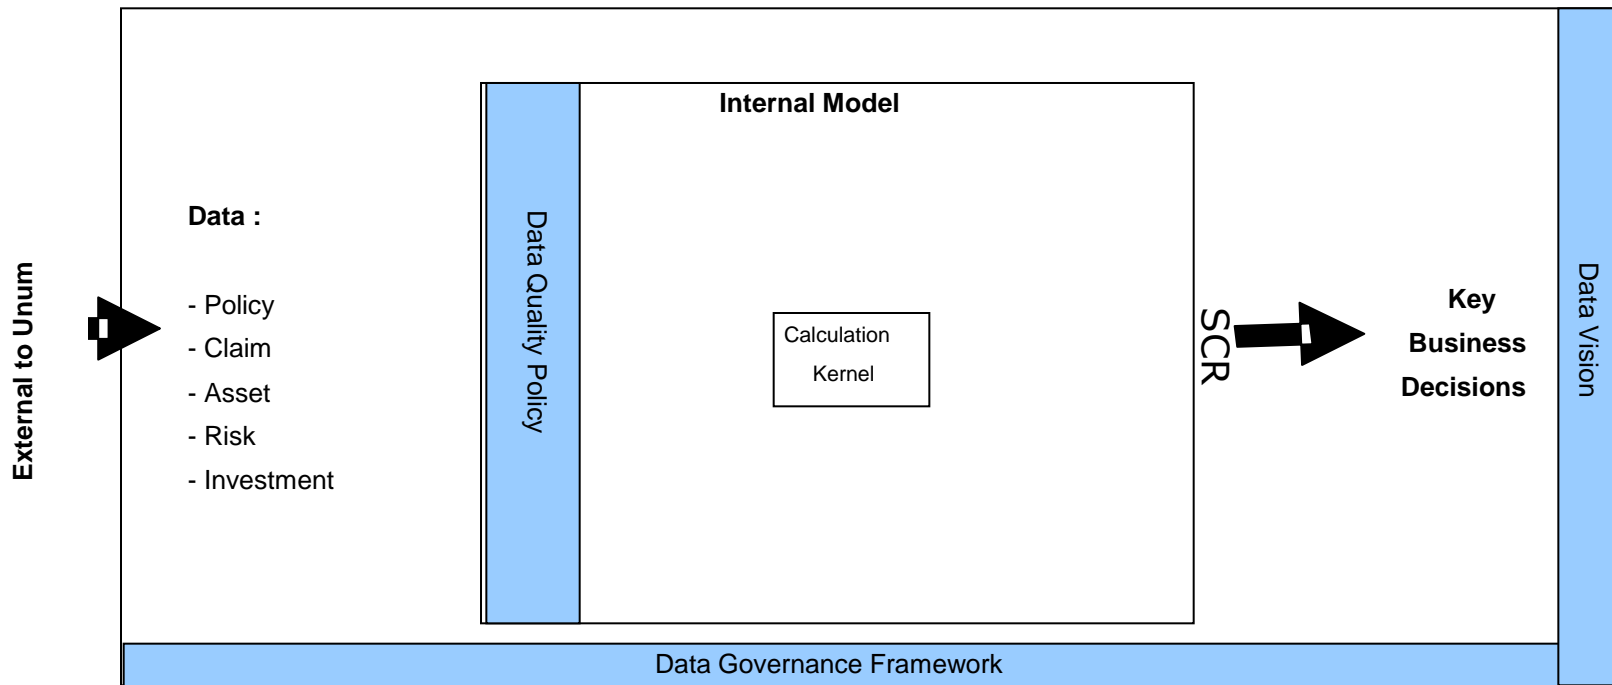 External to Unum
Data :
- Policy
- Claim
- Asset
- Risk
- Investment
Data Quality Policy
Internal Model
Calculation
Kernel
SCR
Key
Business
Decisions
Data Vision
Data Governance Framework